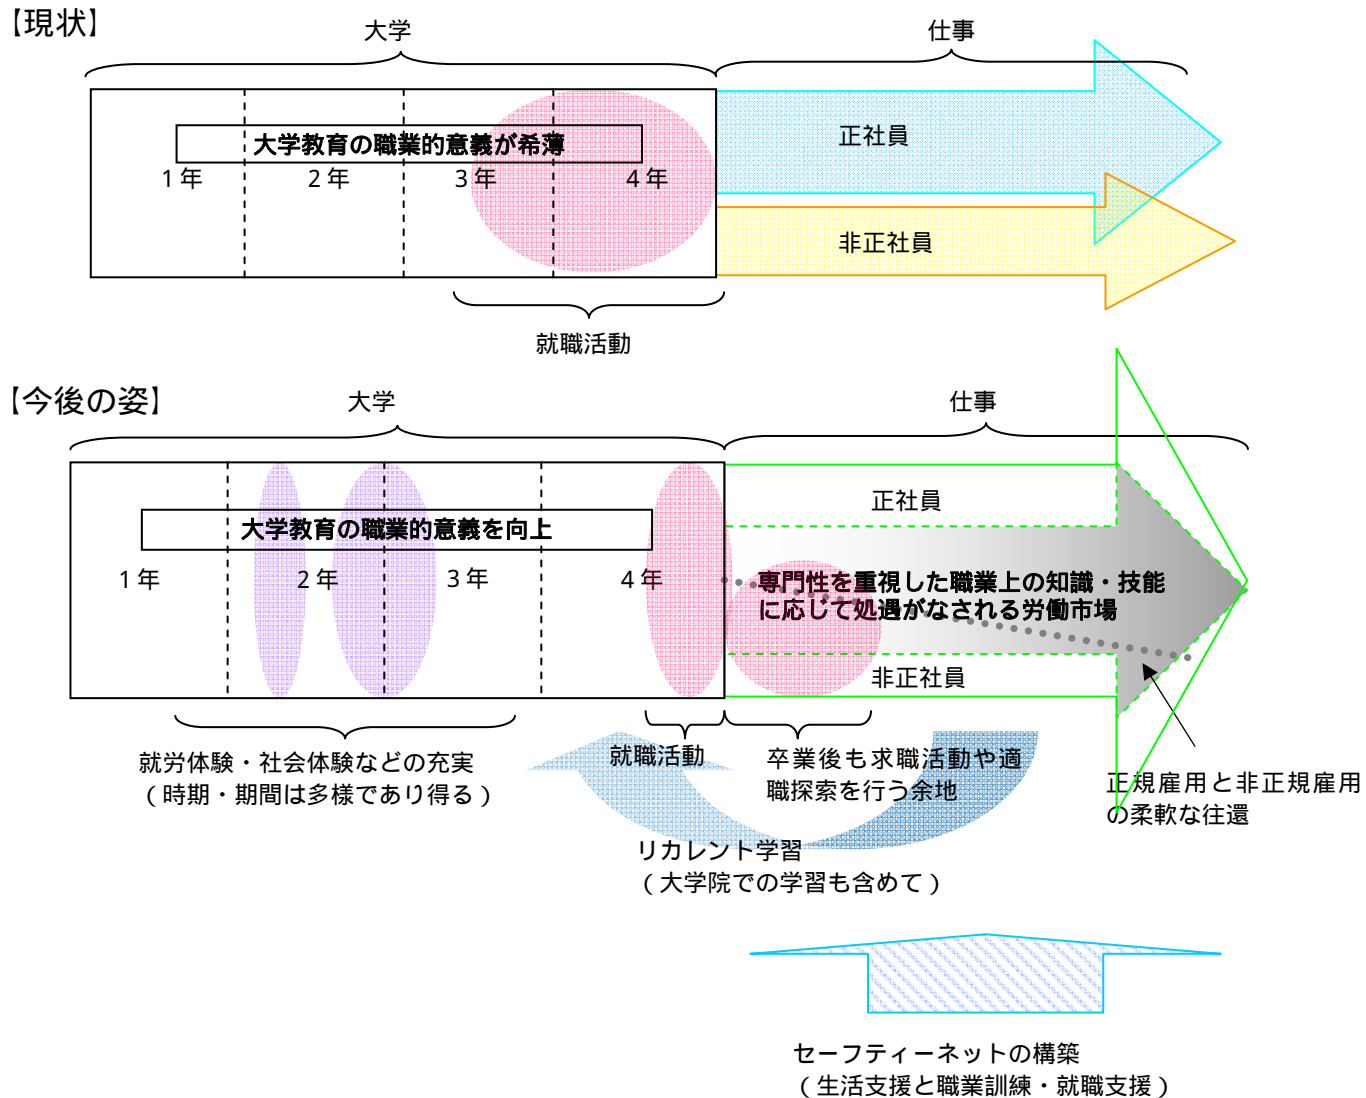 【現状】
大学
仕事
大学教育の職業的意義が希薄
1年
2年
3年
4年
正社員
非正社員
就職活動
【今後の姿】
大学
仕事
大学教育の職業的意義を向上
1年
2年
3年
4年
正社員
専門性を重視した職業上の知識・技能
に応じて処遇がなされる労働市場
非正社員
就労体験・社会体験などの充実
（時期・期間は多様であり得る）
就職活動
卒業後も求職活動や適
職探索を行う余地
正規雇用と非正規雇用
の柔軟な往還
リカレント学習
（大学院での学習も含めて）
セーフティーネットの構築
（生活支援と職業訓練・就職支援）